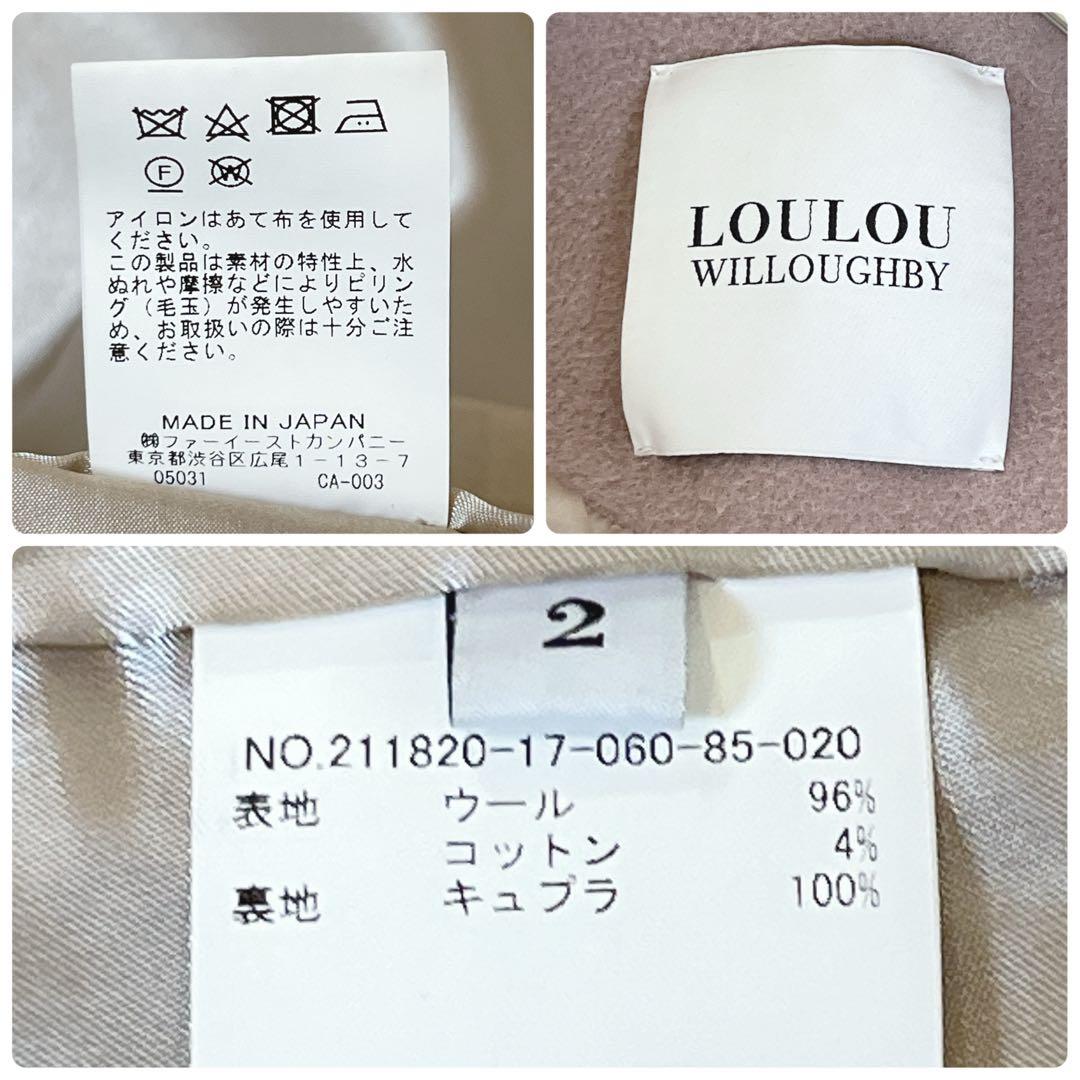 F
W
アイロンはあて布を使用して
ください。
この製品は素材の特性上、水
ぬれや摩擦などによりピリン
グ（毛玉）が発生しやすいた
め、お取扱いの際は十分ご注
意ください。
MADE IN JAPAN
㈱ファーイーストカンパニー
東京都渋谷区広尾1-13-7
05031 CA-003
LOULOU
WILLOUGHBY
2
NO.211820-17-060-85-020
表地 ウール 96%
コットン 4%
裏地 キュプラ 100%